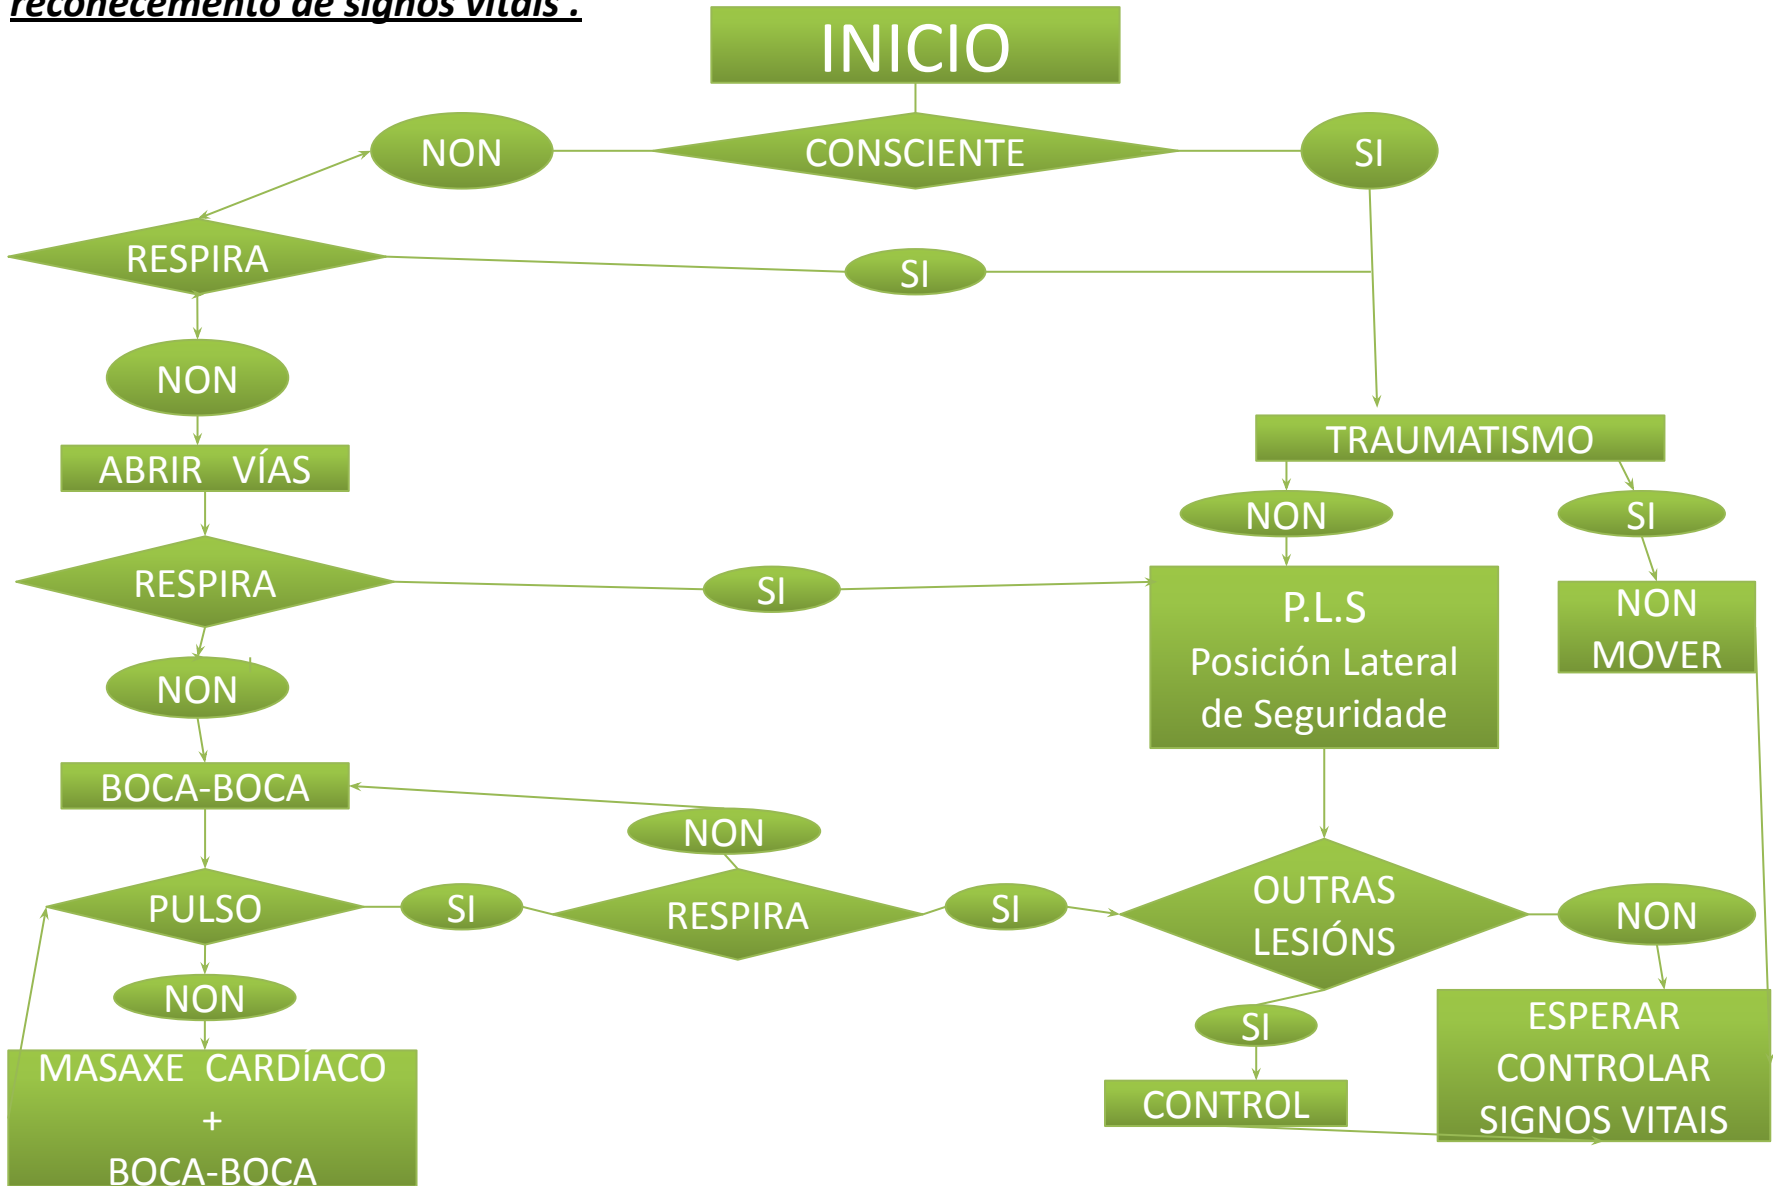 reconecemento de signos vitais .
INICIO
NON
CONSCIENTE
SI
RESPIRA
SI
NON
ABRIR VÍAS
TRAUMATISMO
NON
SI
RESPIRA
SI
P.L.S
Posición Lateral
de Seguridade
NON
MOVER
NON
BOCA-BOCA
NON
PULSO
SI
RESPIRA
SI
OUTRAS
LESIÓNS
NON
NON
SI
MASAXE CARDÍACO
+
BOCA-BOCA
CONTROL
ESPERAR
CONTROLAR
SIGNOS VITAIS